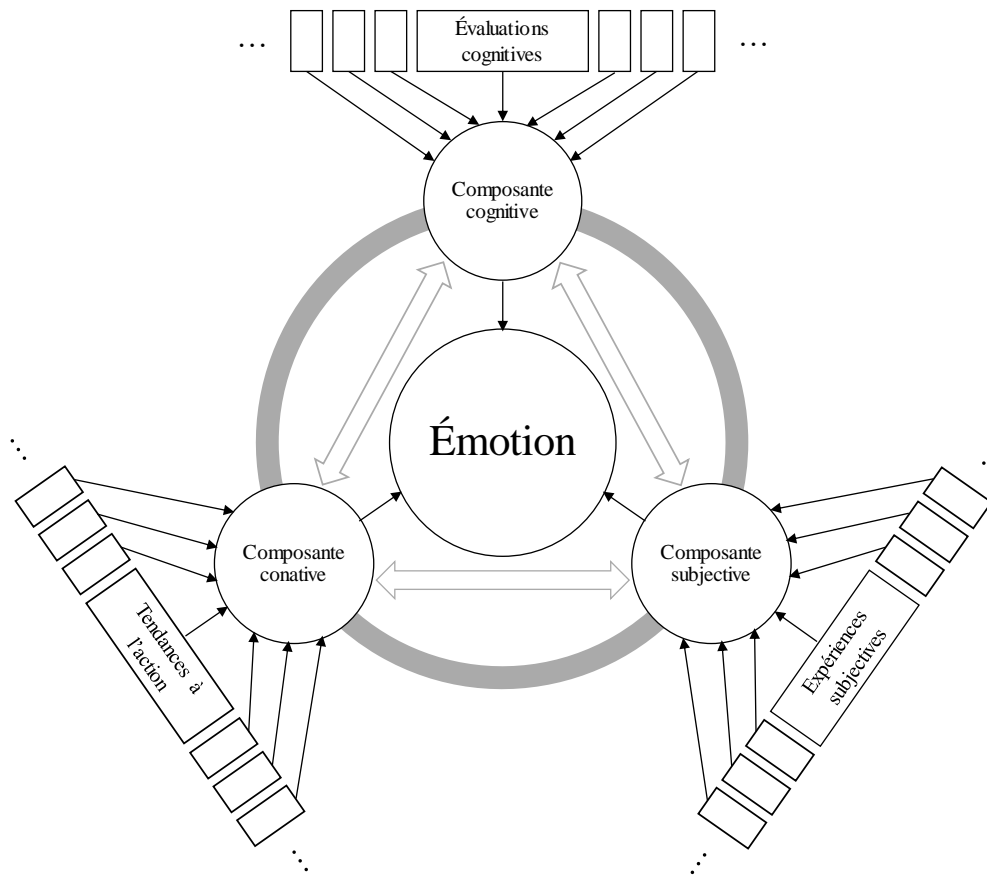 … Évaluations …
cognitives
Composante
cognitive
Émotion
Composante
conative
Composante
subjective
Tendances à
l'action
Expériences
subjectives